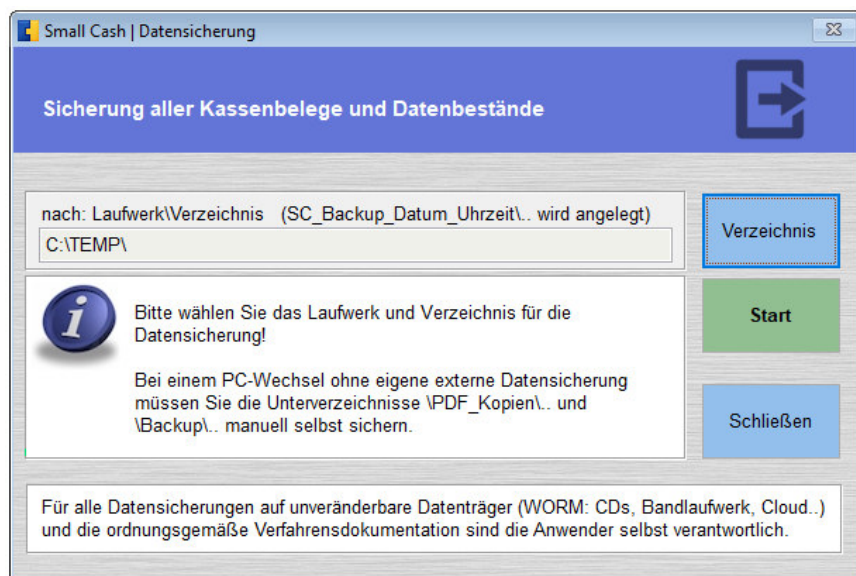 Small Cash | Datensicherung
Sicherung aller Kassenbelege und Datenbestände
nach: Laufwerk\Verzeichnis (SC_Backup_Datum_Uhrzeit\.. wird angelegt)
C:\TEMP\
Verzeichnis
Bitte wählen Sie das Laufwerk und Verzeichnis für die
Datensicherung!
Start
Bei einem PC-Wechsel ohne eigene externe Datensicherung
müssen Sie die Unterverzeichnisse \PDF_Kopien\.. und
\Backup\.. manuell selbst sichern.
Schließen
Für alle Datensicherungen auf unveränderbare Datenträger (WORM: CDs, Bandlaufwerk, Cloud..)
und die ordnungsgemäße Verfahrensdokumentation sind die Anwender selbst verantwortlich.